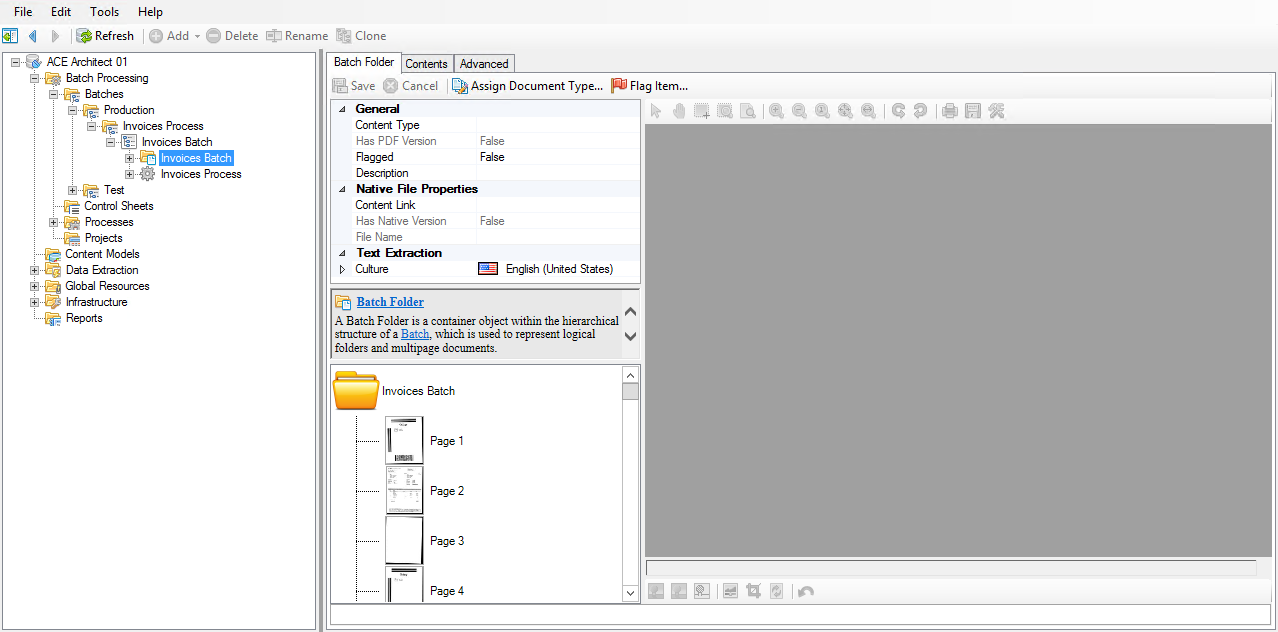 File Edit Tools Help
Refresh Add Delete Rename Clone
ACE Architect 01
Batch Processing
Batches
Production
Invoices Process
Invoices Batch
Invoices Batch
Invoices Process
Test
Control Sheets
Processes
Projects
Content Models
Data Extraction
Global Resources
Infrastructure
Reports
Batch Folder Contents Advanced
Save Cancel Assign Document Type... Flag Item...
General
Content Type
Has PDF Version False
Flagged False
Description
Native File Properties
Content Link
Has Native Version False
File Name
Text Extraction
Culture English (United States)
Batch Folder
A Batch Folder is a container object within the hierarchical
structure of a Batch, which is used to represent logical
folders and multipage documents.
Invoices Batch
Page 1
Page 2
Page 3
Page 4